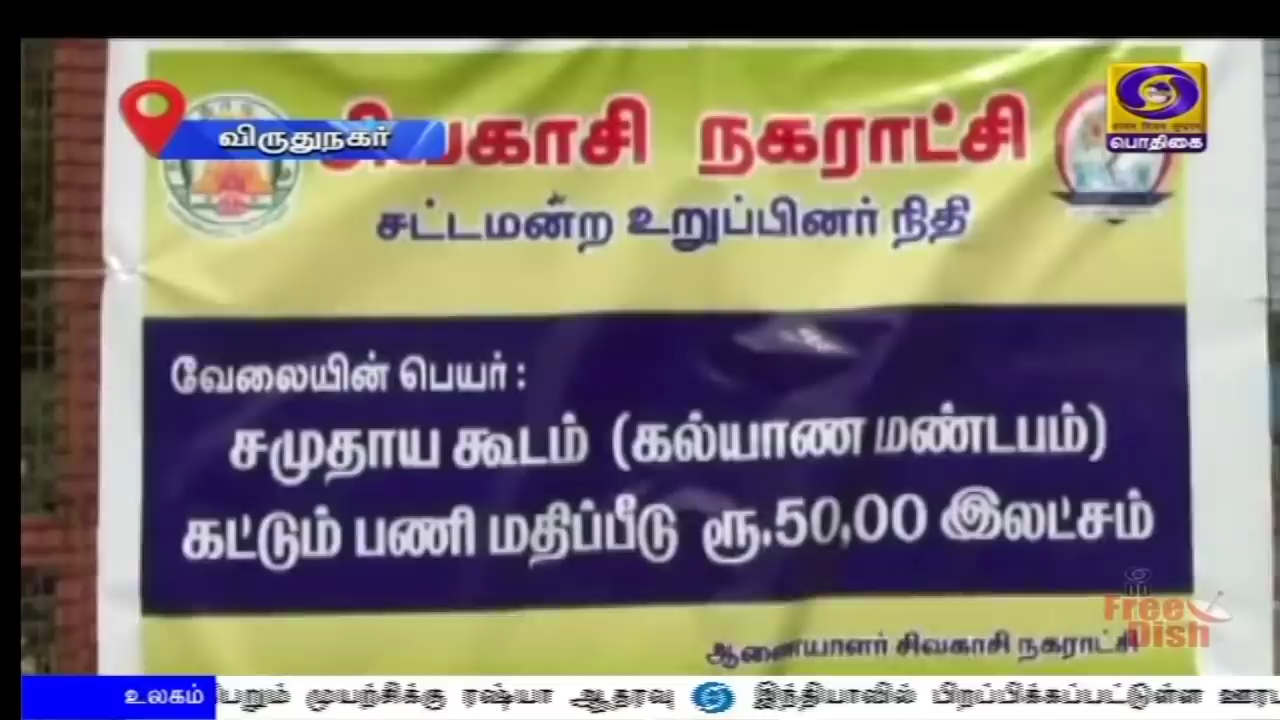 விருதுநகர்
சிவகாசி நகராட்சி
பொதிகை
சட்டமன்ற உறுப்பினர் நிதி
வேலையின் பெயர் :
சமுதாய கூடம் (கல்யாண மண்டபம்)
கட்டும் பணி மதிப்பீடு ரூ.50,00 இலட்சம்
Free Dish
ஆனையாளர் சிவகாசி நகராட்சி
உலகம் முயற்சிக்கு ரஷ்யா ஆதரவு இந்தியாவில் பிறப்பிக்கப்பட்டுள்ள